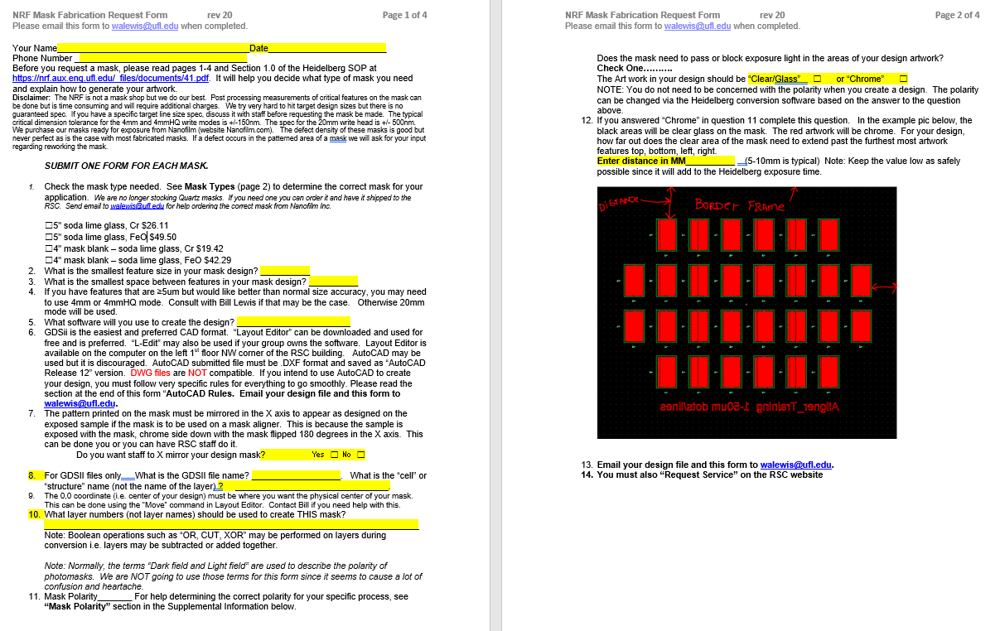 NRF Mask Fabrication Request Form rev 20 Page 1 of 4
Please email this form to walewis@ufl.edu when completed.
Your Name____Date____
Phone Number ____
Before you request a mask, please read pages 1-4 and Section 1.0 of the Heidelberg SOP at
https://nrf.aux.eng.ufl.edu/_files/documents/41.pdf. It will help you decide what type of mask you need
and explain how to generate your artwork.
Disclaimer: The NRF is not a mask shop but we do our best. Post processing measurements of critical features on the mask can
be done but is time consuming and will require additional charges. We try very hard to hit target design sizes but there is no
guaranteed spec. If you have a specific target line size spec, discuss it with staff before requesting the mask be made. The typical
critical dimension tolerance for the 4mm and 4mmHQ write modes is +/-150nm. The spec for the 20mm write head is +/- 500nm.
We purchase our masks ready for exposure from Nanofilm (website Nanofilm.com). The defect density of these masks is good but
never perfect as is the case with most fabricated masks. If a defect occurs in the patterned area of a mask we will ask for your input
regarding reworking the mask.
SUBMIT ONE FORM FOR EACH MASK.
1. Check the mask type needed. See Mask Types (page 2) to determine the correct mask for your
application. We are no longer stocking Quartz masks. If you need one you can order it and have it shipped to the
RSC. Send email to walewis@ufl.edu for help ordering the correct mask from Nanofilm Inc.
☐5" soda lime glass, Cr $26.11
☐5" soda lime glass, FeO $49.50
☐4" mask blank – soda lime glass, Cr $19.42
☐4" mask blank – soda lime glass, FeO $42.29
2. What is the smallest feature size in your mask design? ____
3. What is the smallest space between features in your mask design? ____
4. If you have features that are ≥5um but would like better than normal size accuracy, you may need
to use 4mm or 4mmHQ mode. Consult with Bill Lewis if that may be the case. Otherwise 20mm
mode will be used.
5. What software will you use to create the design? ____
6. GDSii is the easiest and preferred CAD format. “Layout Editor” can be downloaded and used for
free and is preferred. “L-Edit” may also be used if your group owns the software. Layout Editor is
available on the computer on the left 1st floor NW corner of the RSC building. AutoCAD may be
used but it is discouraged. AutoCAD submitted file must be .DXF format and saved as “AutoCAD
Release 12” version. DWG files are NOT compatible. If you intend to use AutoCAD to create
your design, you must follow very specific rules for everything to go smoothly. Please read the
section at the end of this form “AutoCAD Rules. Email your design file and this form to
walewis@ufl.edu.
7. The pattern printed on the mask must be mirrored in the X axis to appear as designed on the
exposed sample if the mask is to be used on a mask aligner. This is because the sample is
exposed with the mask, chrome side down with the mask flipped 180 degrees in the X axis. This
can be done you or you can have RSC staff do it.
Do you want staff to X mirror your design mask? Yes ☐ No ☐
8. For GDSII files only___What is the GDSII file name? ____. What is the “cell” or
“structure” name (not the name of the layer) ? ____.
9. The 0,0 coordinate (i.e. center of your design) must be where you want the physical center of your mask.
This can be done using the “Move” command in Layout Editor. Contact Bill if you need help with this.
10. What layer numbers (not layer names) should be used to create THIS mask?
Note: Boolean operations such as “OR, CUT, XOR” may be performed on layers during
conversion i.e. layers may be subtracted or added together.
Note: Normally, the terms “Dark field and Light field” are used to describe the polarity of
photomasks. We are NOT going to use those terms for this form since it seems to cause a lot of
confusion and heartache.
11. Mask Polarity_______ For help determining the correct polarity for your specific process, see
“Mask Polarity” section in the Supplemental Information below.
NRF Mask Fabrication Request Form rev 20 Page 2 of 4
Please email this form to walewis@ufl.edu when completed.
Does the mask need to pass or block exposure light in the areas of your design artwork?
Check One……….
The Art work in your design should be “Clear/Glass” ☐ or “Chrome” ☐
NOTE: You do not need to be concerned with the polarity when you create a design. The polarity
can be changed via the Heidelberg conversion software based on the answer to the question
above.
12. If you answered “Chrome” in question 11 complete this question. In the example pic below, the
black areas will be clear glass on the mask. The red artwork will be chrome. For your design,
how far out does the clear area of the mask need to extend past the furthest most artwork
features top, bottom, left, right.
Enter distance in MM__________ __(5-10mm is typical) Note: Keep the value low as safely
possible since it will add to the Heidelberg exposure time.
DISTANCE BORDER FRAME
Aligner_Training 1-50um dots/lines
13. Email your design file and this form to walewis@ufl.edu.
14. You must also “Request Service” on the RSC website